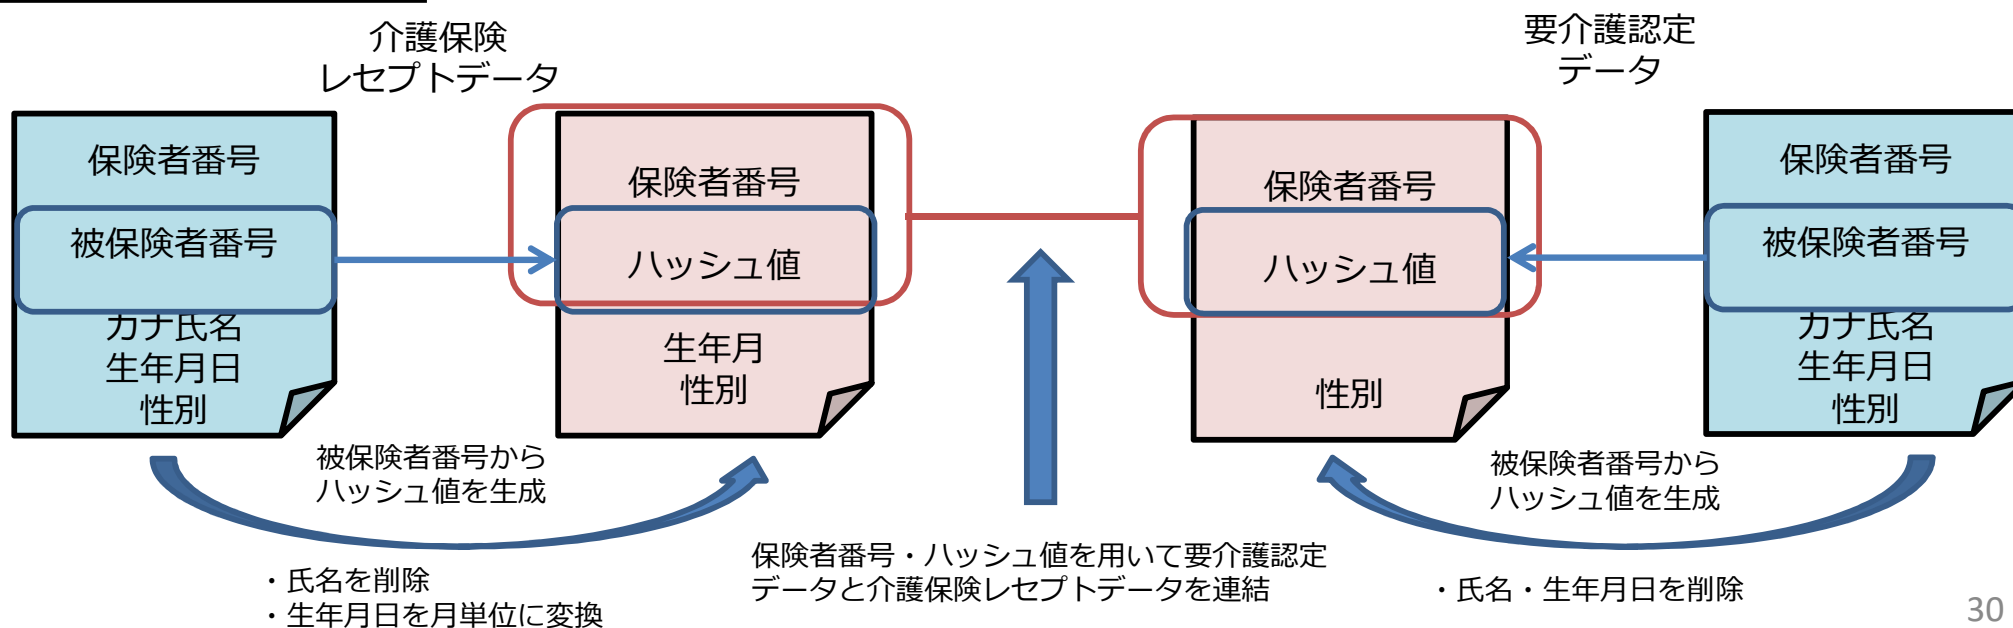 介護保険
レセプトデータ
要介護認定
データ
保険者番号
被保険者番号
カナ氏名
生年月日
性別
保険者番号
ハッシュ値
生年月
性別
保険者番号
ハッシュ値
性別
保険者番号
被保険者番号
カナ氏名
生年月日
性別
被保険者番号から
ハッシュ値を生成
被保険者番号から
ハッシュ値を生成
・氏名を削除
・生年月日を月単位に変換
保険者番号・ハッシュ値を用いて要介護認定
データと介護保険レセプトデータを連結
・氏名・生年月日を削除
30